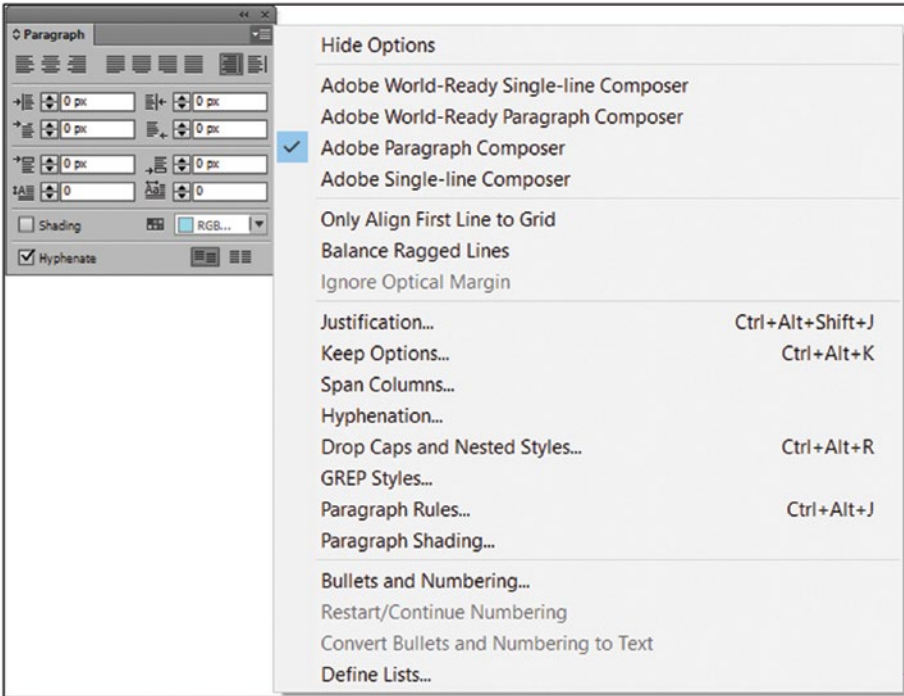 Paragraph
0 px 0 px
0 px 0 px
0 px 0 px
0 0
Shading RGB...
Hyphenate
Hide Options
Adobe World-Ready Single-line Composer
Adobe World-Ready Paragraph Composer
Adobe Paragraph Composer
Adobe Single-line Composer
Only Align First Line to Grid
Balance Ragged Lines
Ignore Optical Margin
Justification... Ctrl+Alt+Shift+J
Keep Options... Ctrl+Alt+K
Span Columns...
Hyphenation...
Drop Caps and Nested Styles... Ctrl+Alt+R
GREP Styles...
Paragraph Rules... Ctrl+Alt+J
Paragraph Shading...
Bullets and Numbering...
Restart/Continue Numbering
Convert Bullets and Numbering to Text
Define Lists...